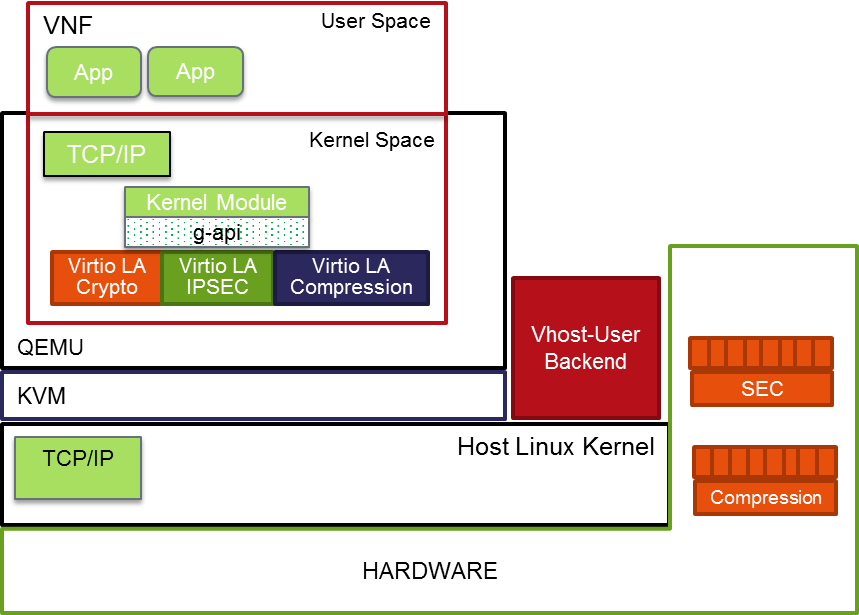 VNF
User Space
App
App
Kernel Space
TCP/IP
Kernel Module
g-api
Virtio LA
Crypto
Virtio LA
IPSEC
Virtio LA
Compression
QEMU
Vhost-User
Backend
KVM
SEC
TCP/IP
Host Linux Kernel
Compression
HARDWARE